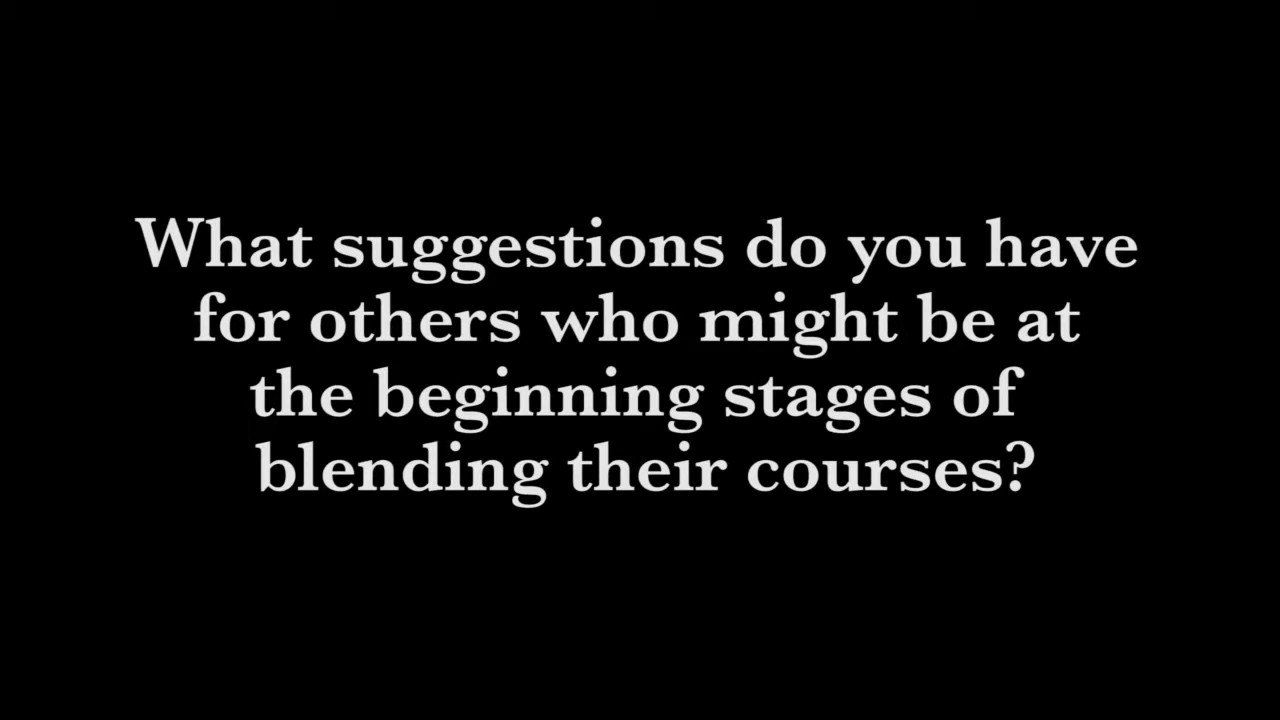 What suggestions do you have
for others who might be at
the beginning stages of
blending their courses?